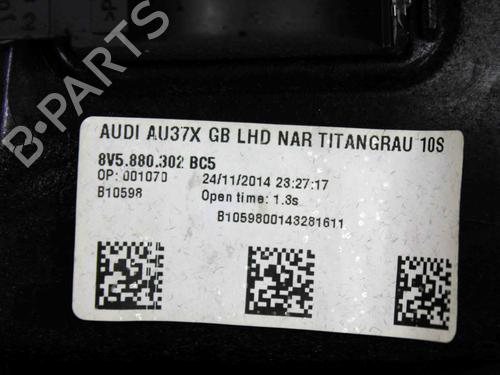 AUDI AU37X GB LHD NAR TITANGRAU 10S
8V5.880.302 BC5
OP: 001070 24/11/2014 23:27:17
B10598 Open time: 1.3s
B1059800143281611
B-PARTS